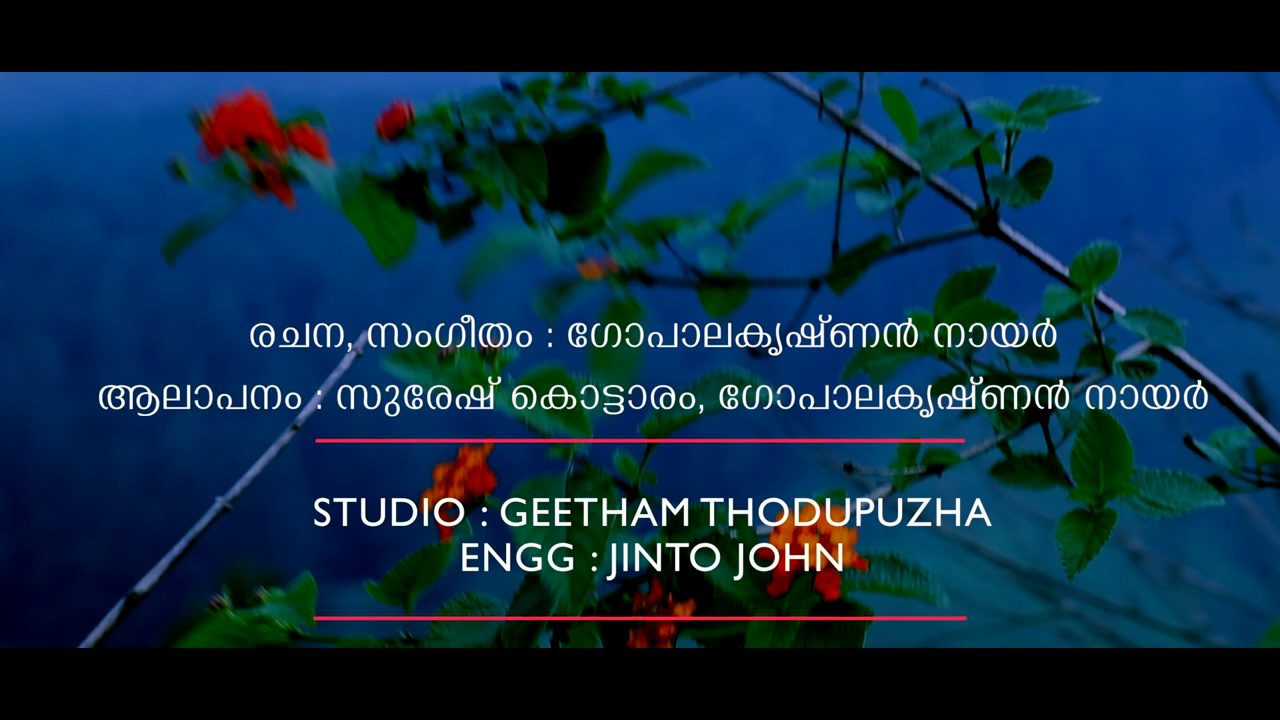 രചന, സംഗീതം : ഗോപാലകൃഷ്ണൻ നായർ
ആലാപനം : സുരേഷ് കൊട്ടാരം, ഗോപാലകൃഷ്ണൻ നായർ
STUDIO : GEETHAM THODUPUZHA
ENGG : JINTO JOHN